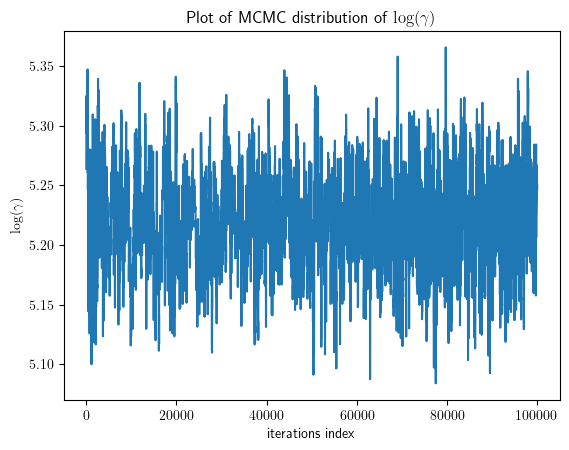 Plot of MCMC distribution of log(γ)
log(γ)
5.35
5.30
5.25
5.20
5.15
5.10
0 20000 40000 60000 80000 100000
iterations index